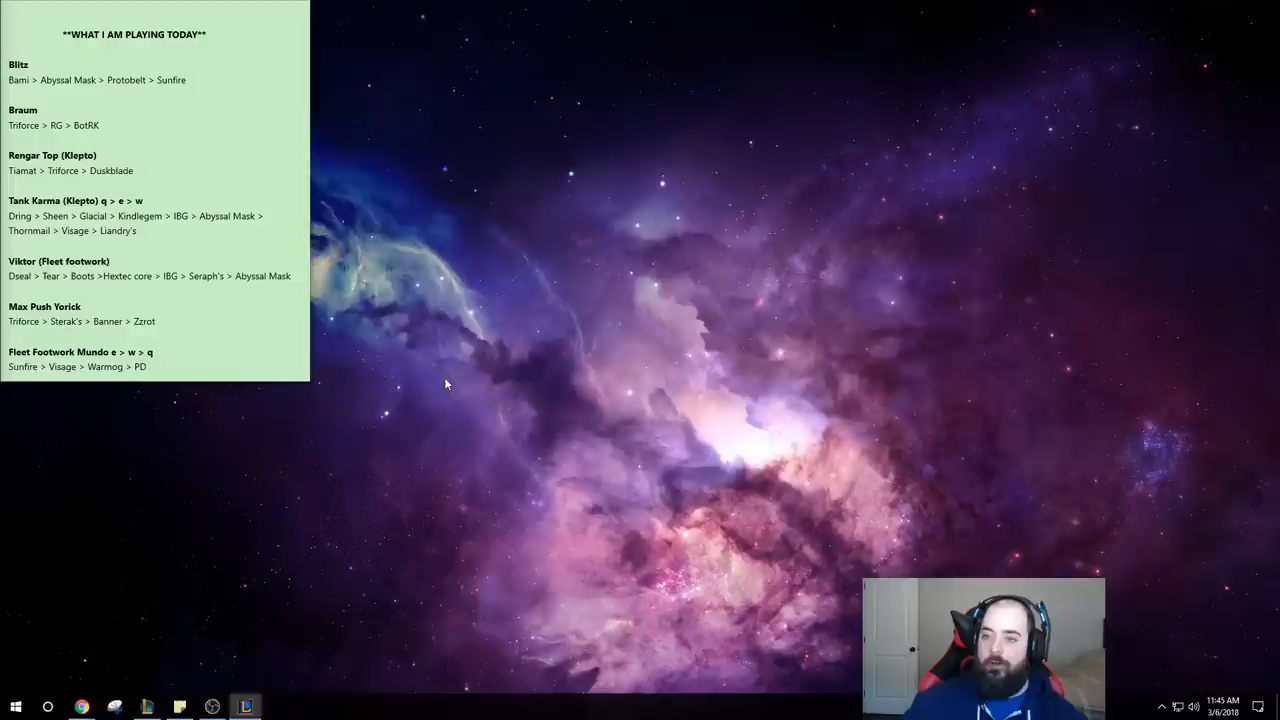 **WHAT I AM PLAYING TODAY**
Blitz
Bami > Abyssal Mask > Protobelt > Sunfire
Braum
Triforce > RG > BotRK
Rengar Top (Klepto)
Tiamat > Triforce > Duskblade
Tank Karma (Klepto) q > e > w
Dring > Sheen > Glacial > Kindlegem > IBG > Abyssal Mask >
Thornmail > Visage > Liandry's
Viktor (Fleet footwork)
Dseal > Tear > Boots >Hextec core > IBG > Seraph's > Abyssal Mask
Max Push Yorick
Triforce > Sterak's > Banner > Zzrot
Fleet Footwork Mundo e > w > q
Sunfire > Visage > Warmog > PD
11:45 AM
3/6/2018